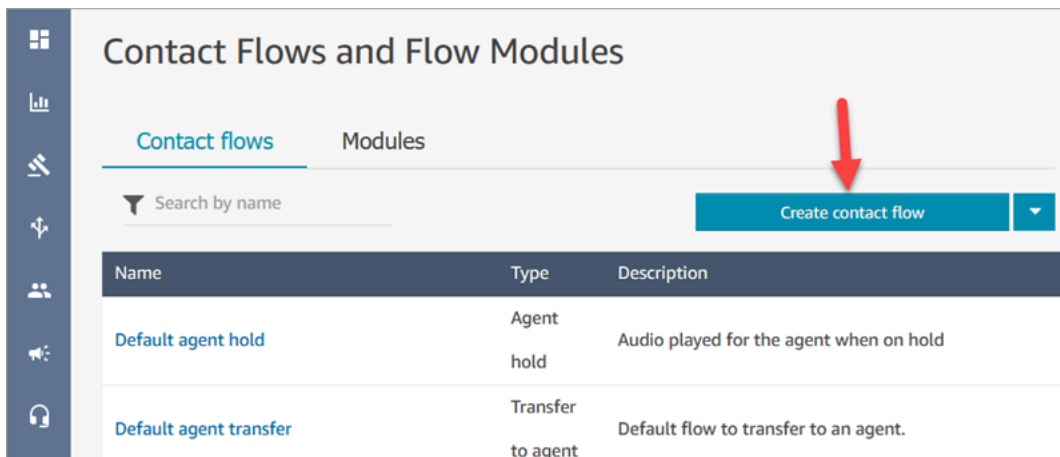 Contact Flows and Flow Modules
Contact flows Modules
Search by name
Create contact flow
Name Type Description
Default agent hold Agent hold Audio played for the agent when on hold
Default agent transfer Transfer to agent Default flow to transfer to an agent.